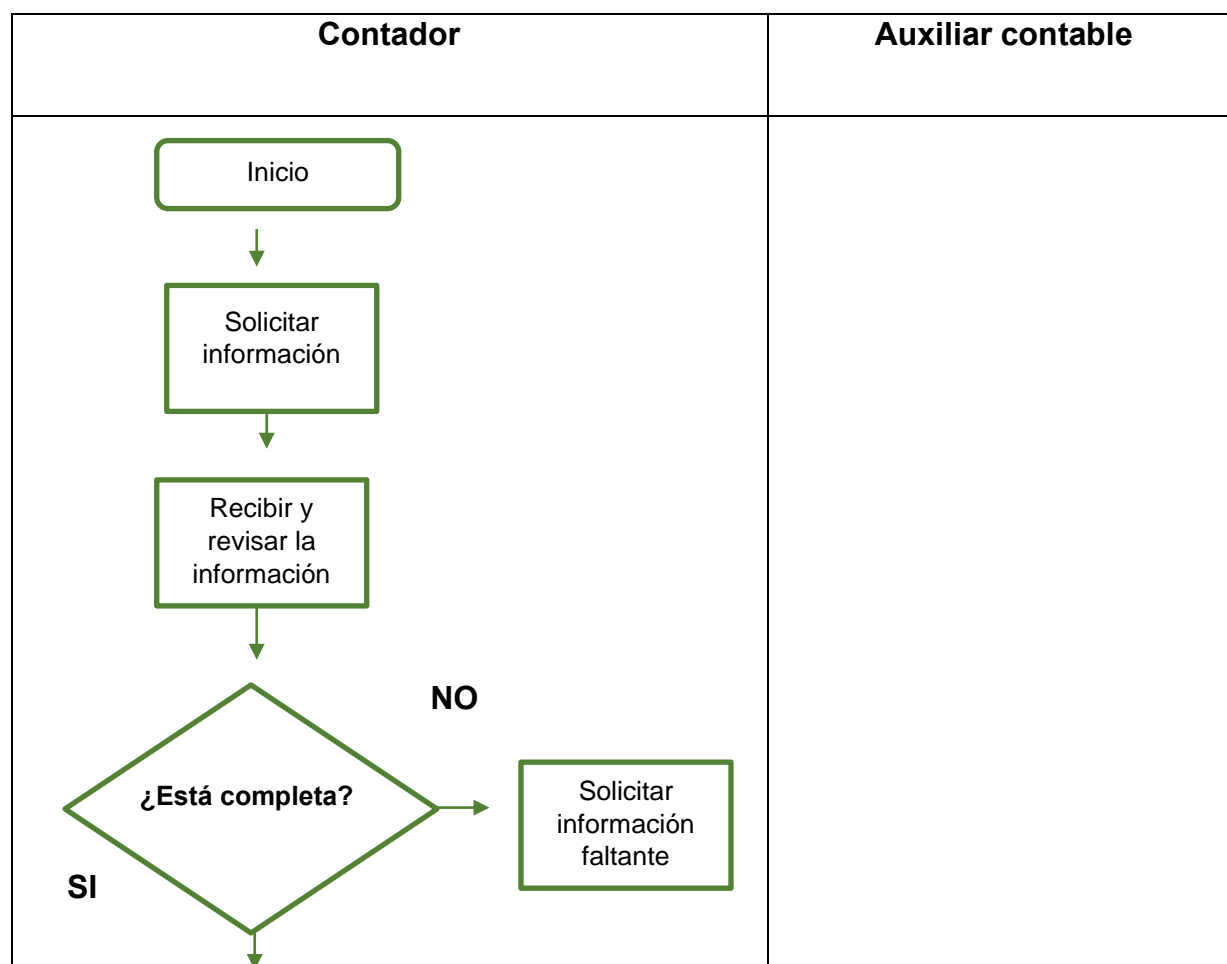 Contador
Auxiliar contable
Inicio
Solicitar
información
Recibir y
revisar la
información
NO
¿Está completa?
Solicitar
información
faltante
SI